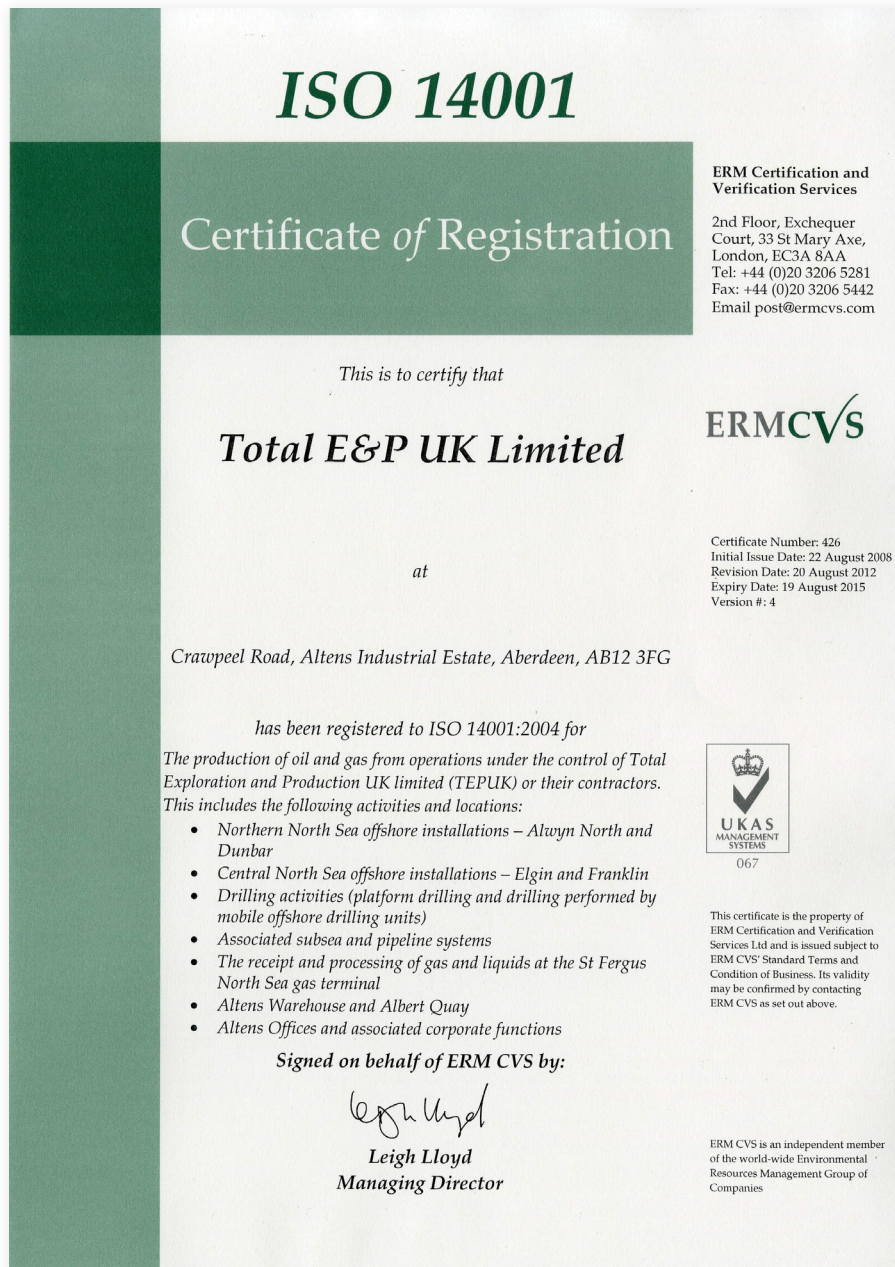 ISO 14001
Certificate of Registration
This is to certify that
Total E&P UK Limited
at
Crawpeel Road, Altens Industrial Estate, Aberdeen, AB12 3FG
has been registered to ISO 14001:2004 for
The production of oil and gas from operations under the control of Total
Exploration and Production UK limited (TEPUK) or their contractors.
This includes the following activities and locations:
• Northern North Sea offshore installations – Alwyn North and
Dunbar
• Central North Sea offshore installations – Elgin and Franklin
• Drilling activities (platform drilling and drilling performed by
mobile offshore drilling units)
• Associated subsea and pipeline systems
• The receipt and processing of gas and liquids at the St Fergus
North Sea gas terminal
• Altens Warehouse and Albert Quay
• Altens Offices and associated corporate functions
Signed on behalf of ERM CVS by:
Leigh Lloyd
Leigh Lloyd
Managing Director
ERM Certification and
Verification Services
2nd Floor, Exchequer
Court, 33 St Mary Axe,
London, EC3A 8AA
Tel: +44 (0)20 3206 5281
Fax: +44 (0)20 3206 5442
Email post@ermcvs.com
ERMCVS
Certificate Number: 426
Initial Issue Date: 22 August 2008
Revision Date: 20 August 2012
Expiry Date: 19 August 2015
Version #: 4
UKAS
MANAGEMENT
SYSTEMS
067
This certificate is the property of
ERM Certification and Verification
Services Ltd and is issued subject to
ERM CVS' Standard Terms and
Condition of Business. Its validity
may be confirmed by contacting
ERM CVS as set out above.
ERM CVS is an independent member
of the world-wide Environmental
Resources Management Group of
Companies